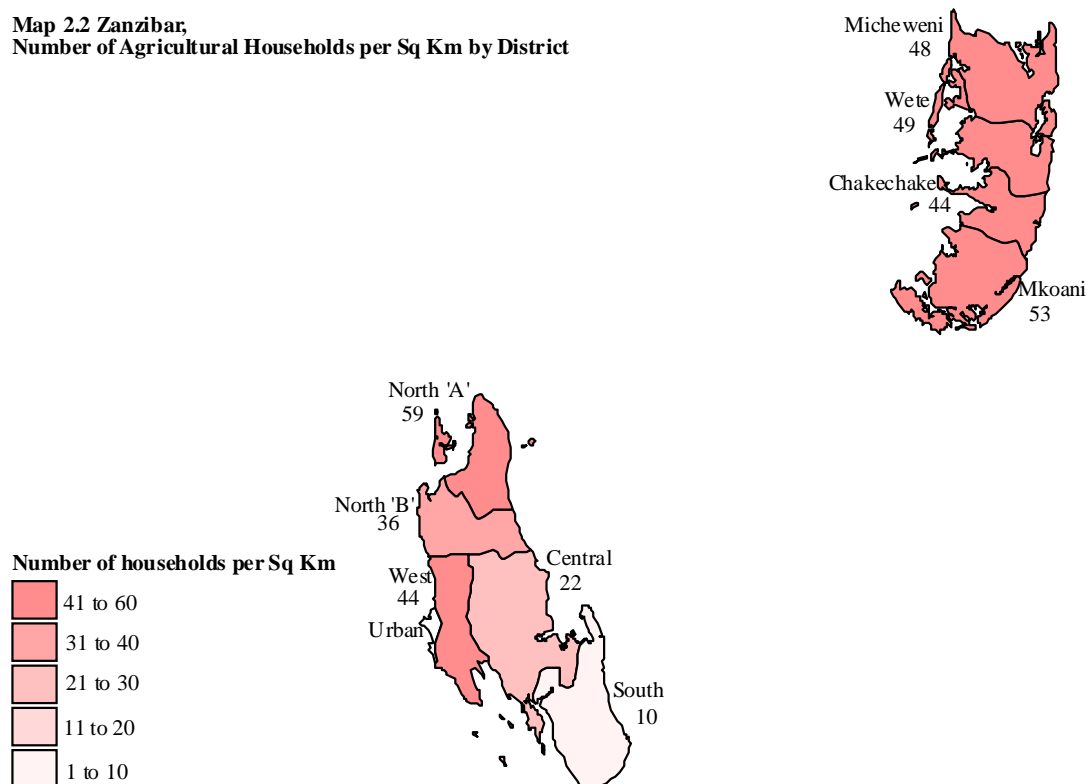 Map 2.2 Zanzibar,
Number of Agricultural Households per Sq Km by District
Micheweni
48
Wete
49
Chakechake
44
Mkoani
53
North 'A'
59
North 'B'
36
Central
22
West
44
Urban
South
10
Number of households per Sq Km
41 to 60
31 to 40
21 to 30
11 to 20
1 to 10